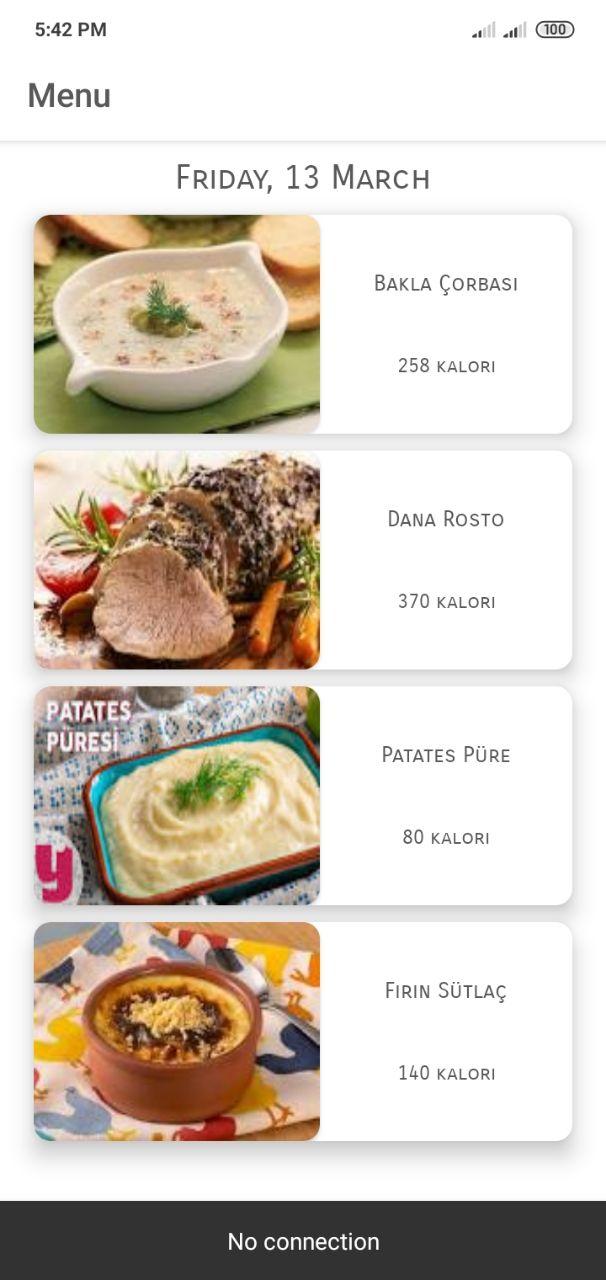 5:42 PM
100
Menu
Friday, 13 March
Bakla Çorbası
258 kalori
Dana Rosto
370 kalori
PATATES
PÜRESİ
y
Patates Püre
80 kalori
Fırın Sütlaç
140 kalori
No connection